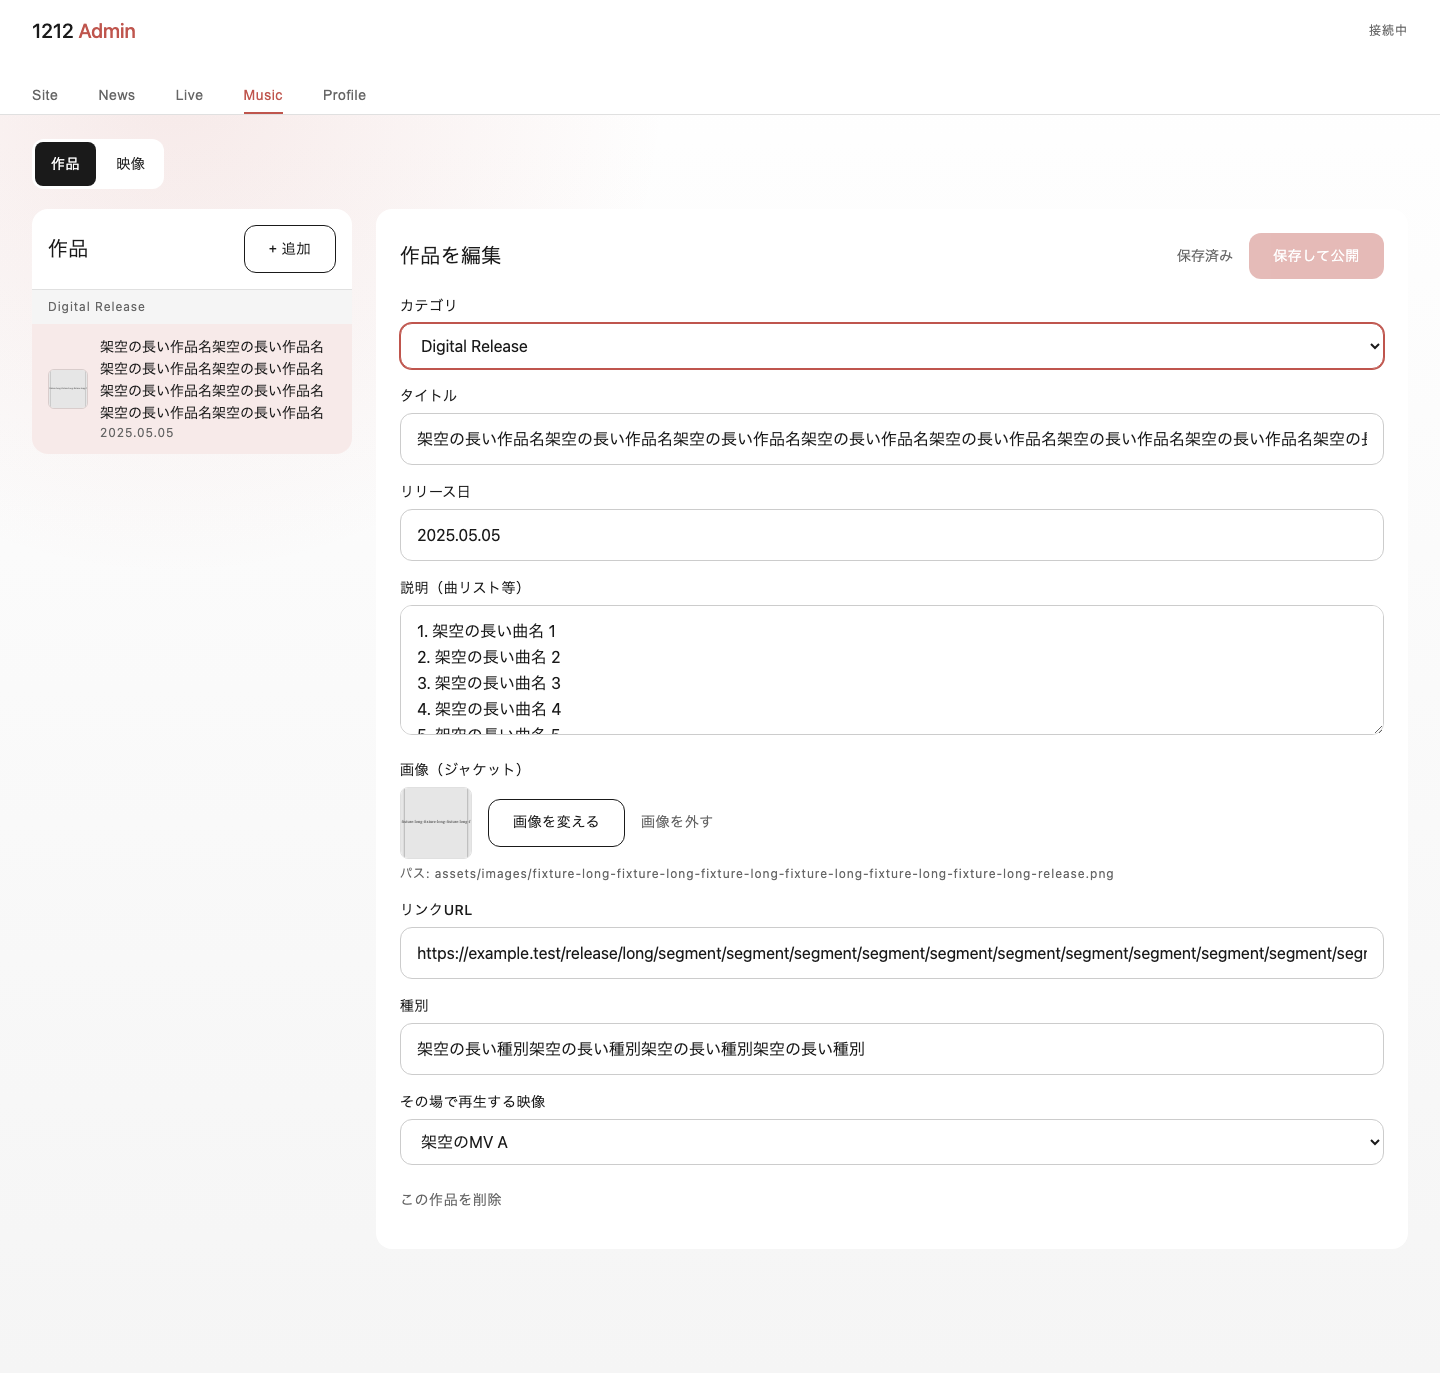 1212 Admin
接続中
Site
News
Live
Music
Profile
作品
映像
作品
+ 追加
Digital Release
架空の長い作品名架空の長い作品名
架空の長い作品名架空の長い作品名
架空の長い作品名架空の長い作品名
架空の長い作品名架空の長い作品名
2025.05.05
作品を編集
保存済み
保存して公開
カテゴリ
Digital Release
タイトル
架空の長い作品名架空の長い作品名架空の長い作品名架空の長い作品名架空の長い作品名架空の長い作品名架空の長い作品名架空の
リリース日
2025.05.05
説明（曲リスト等）
1. 架空の長い曲名 1
2. 架空の長い曲名 2
3. 架空の長い曲名 3
4. 架空の長い曲名 4
5. 架空の長い曲名 5
画像（ジャケット）
画像を変える
画像を外す
パス: assets/images/fixture-long-fixture-long-fixture-long-fixture-long-fixture-long-fixture-long-release.png
リンクURL
https://example.test/release/long/segment/segment/segment/segment/segment/segment/segment/segment/segment/segment/segr
種別
架空の長い種別架空の長い種別架空の長い種別架空の長い種別
その場で再生する映像
架空のMV A
この作品を削除